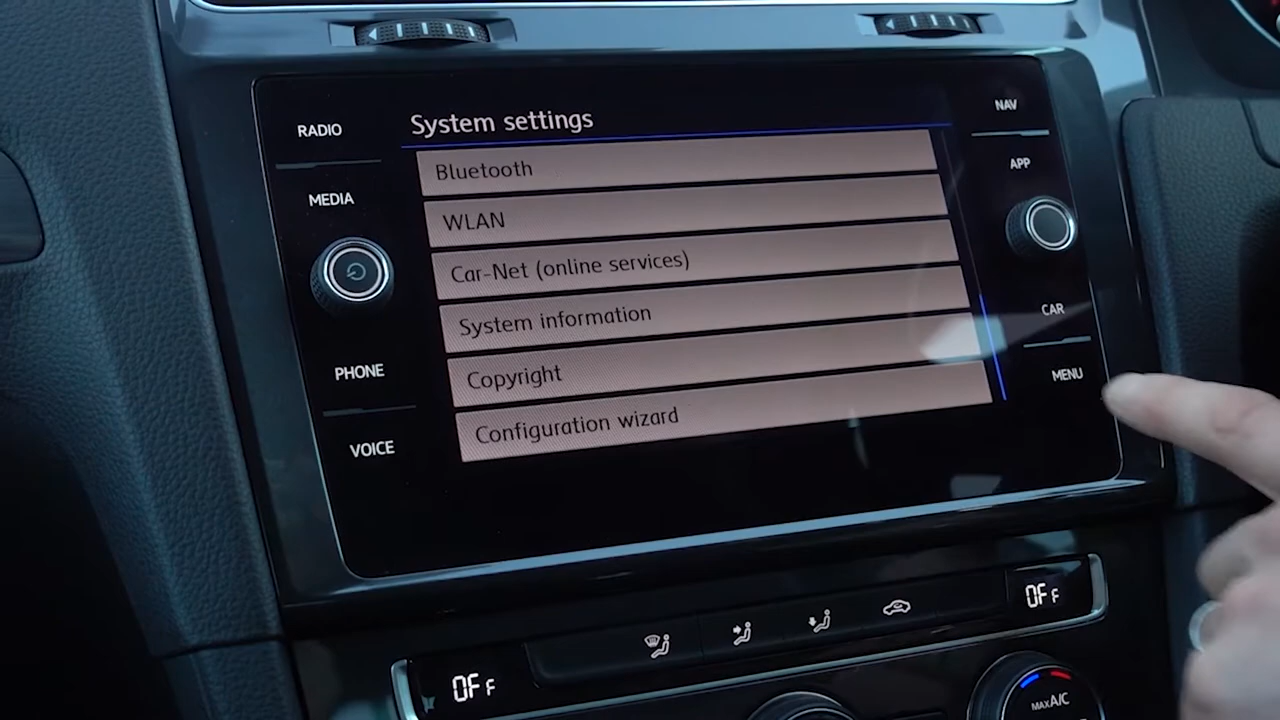 RADIO
MEDIA
PHONE
VOICE
System settings
Bluetooth
WLAN
Car-Net (online services)
System information
Copyright
Configuration wizard
NAV
APP
CAR
MENU
OFF
OFF
MAX A/C